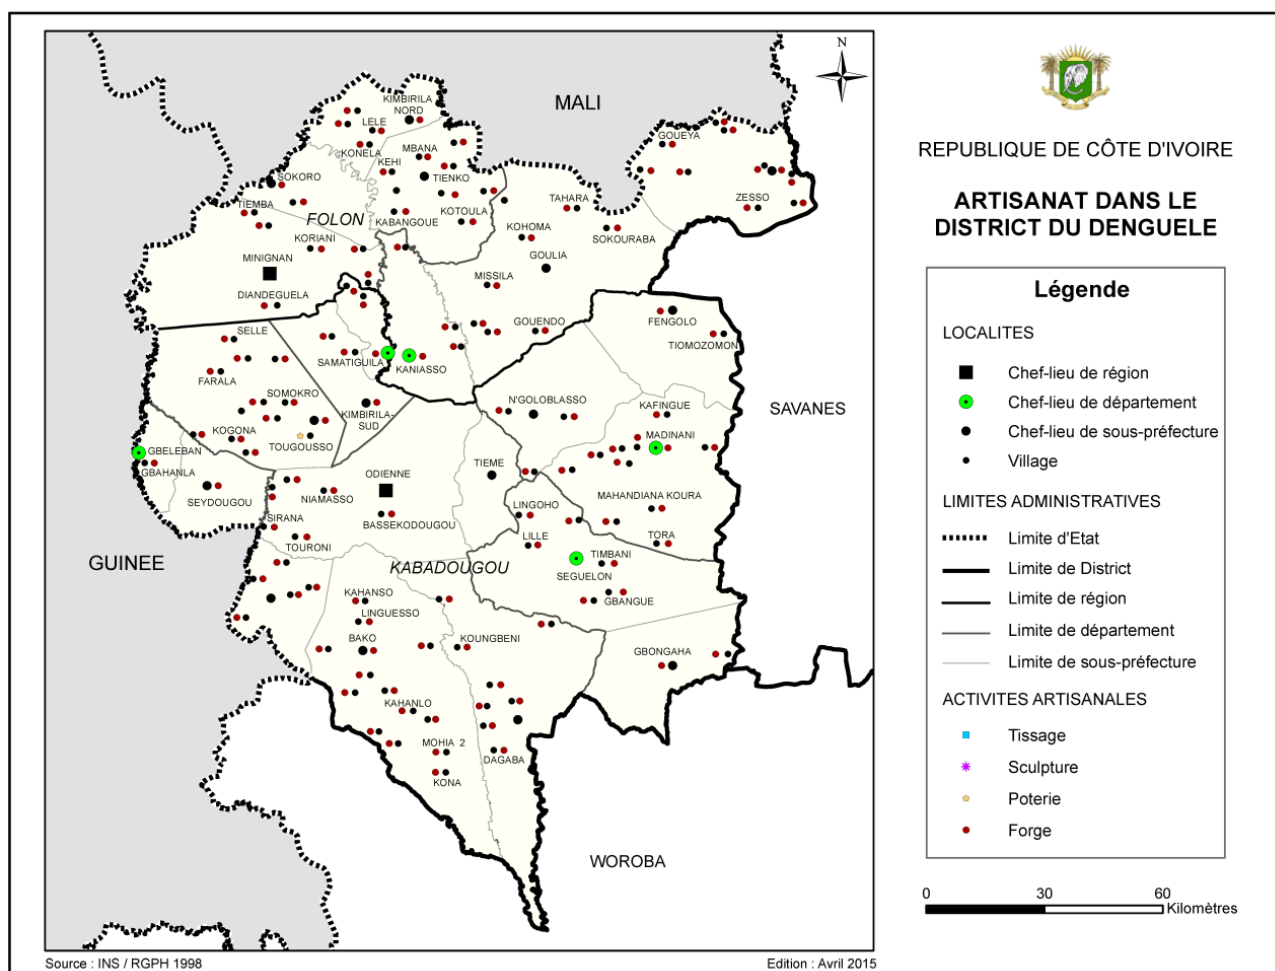 N
MALI
KIMBIRILA
NORD
LELE
KONELA
MBANA
KEHI
TIENKO
SOKORO
TIEMBA
FOLON
KABANGOUE
KOTOULA
KORIANI
MINIGNAN
DIANDEGUELA
GOUEYA
ZESSO
TAHARA
KOHOMA
SOKOURABA
GOULIA
MISSILA
GOUENDO
FENGOLO
TIOMOZOMON
SELLE
SAMATIGUILA
KANIASSO
FARALA
SOMOKRO
KIMBIRILA-
SUD
KOGONA
TOUGOUSSO
N'GOLOBLASSO
KAFINGUE
MADINANI
SAVANES
GBELEBAN
GBAHANLA
SEYDOUGOU
ODIENNE
TIEME
NIAMASSO
BASSEKODOUGOU
MAHANDIANA KOURA
LINGOHO
SIRANA
TOURONI
LILLE
TORA
TIMBANI
SEGUELON
GUINEE
KABADOUGOU
GBANGUE
KAHANSO
LINGUESSO
BAKO
KOUNGBENI
GBONGAHA
KAHANLO
MOHIA 2
DAGABA
KONA
WOROBA
REPUBLIQUE DE CÔTE D'IVOIRE
ARTISANAT DANS LE
DISTRICT DU DENGUELE
Légende
LOCALITES
Chef-lieu de région
Chef-lieu de département
Chef-lieu de sous-préfecture
Village
LIMITES ADMINISTRATIVES
Limite d'Etat
Limite de District
Limite de région
Limite de département
Limite de sous-préfecture
ACTIVITES ARTISANALES
Tissage
Sculpture
Poterie
Forge
0 30 60
Kilomètres
Source : INS / RGPH 1998
Edition : Avril 2015